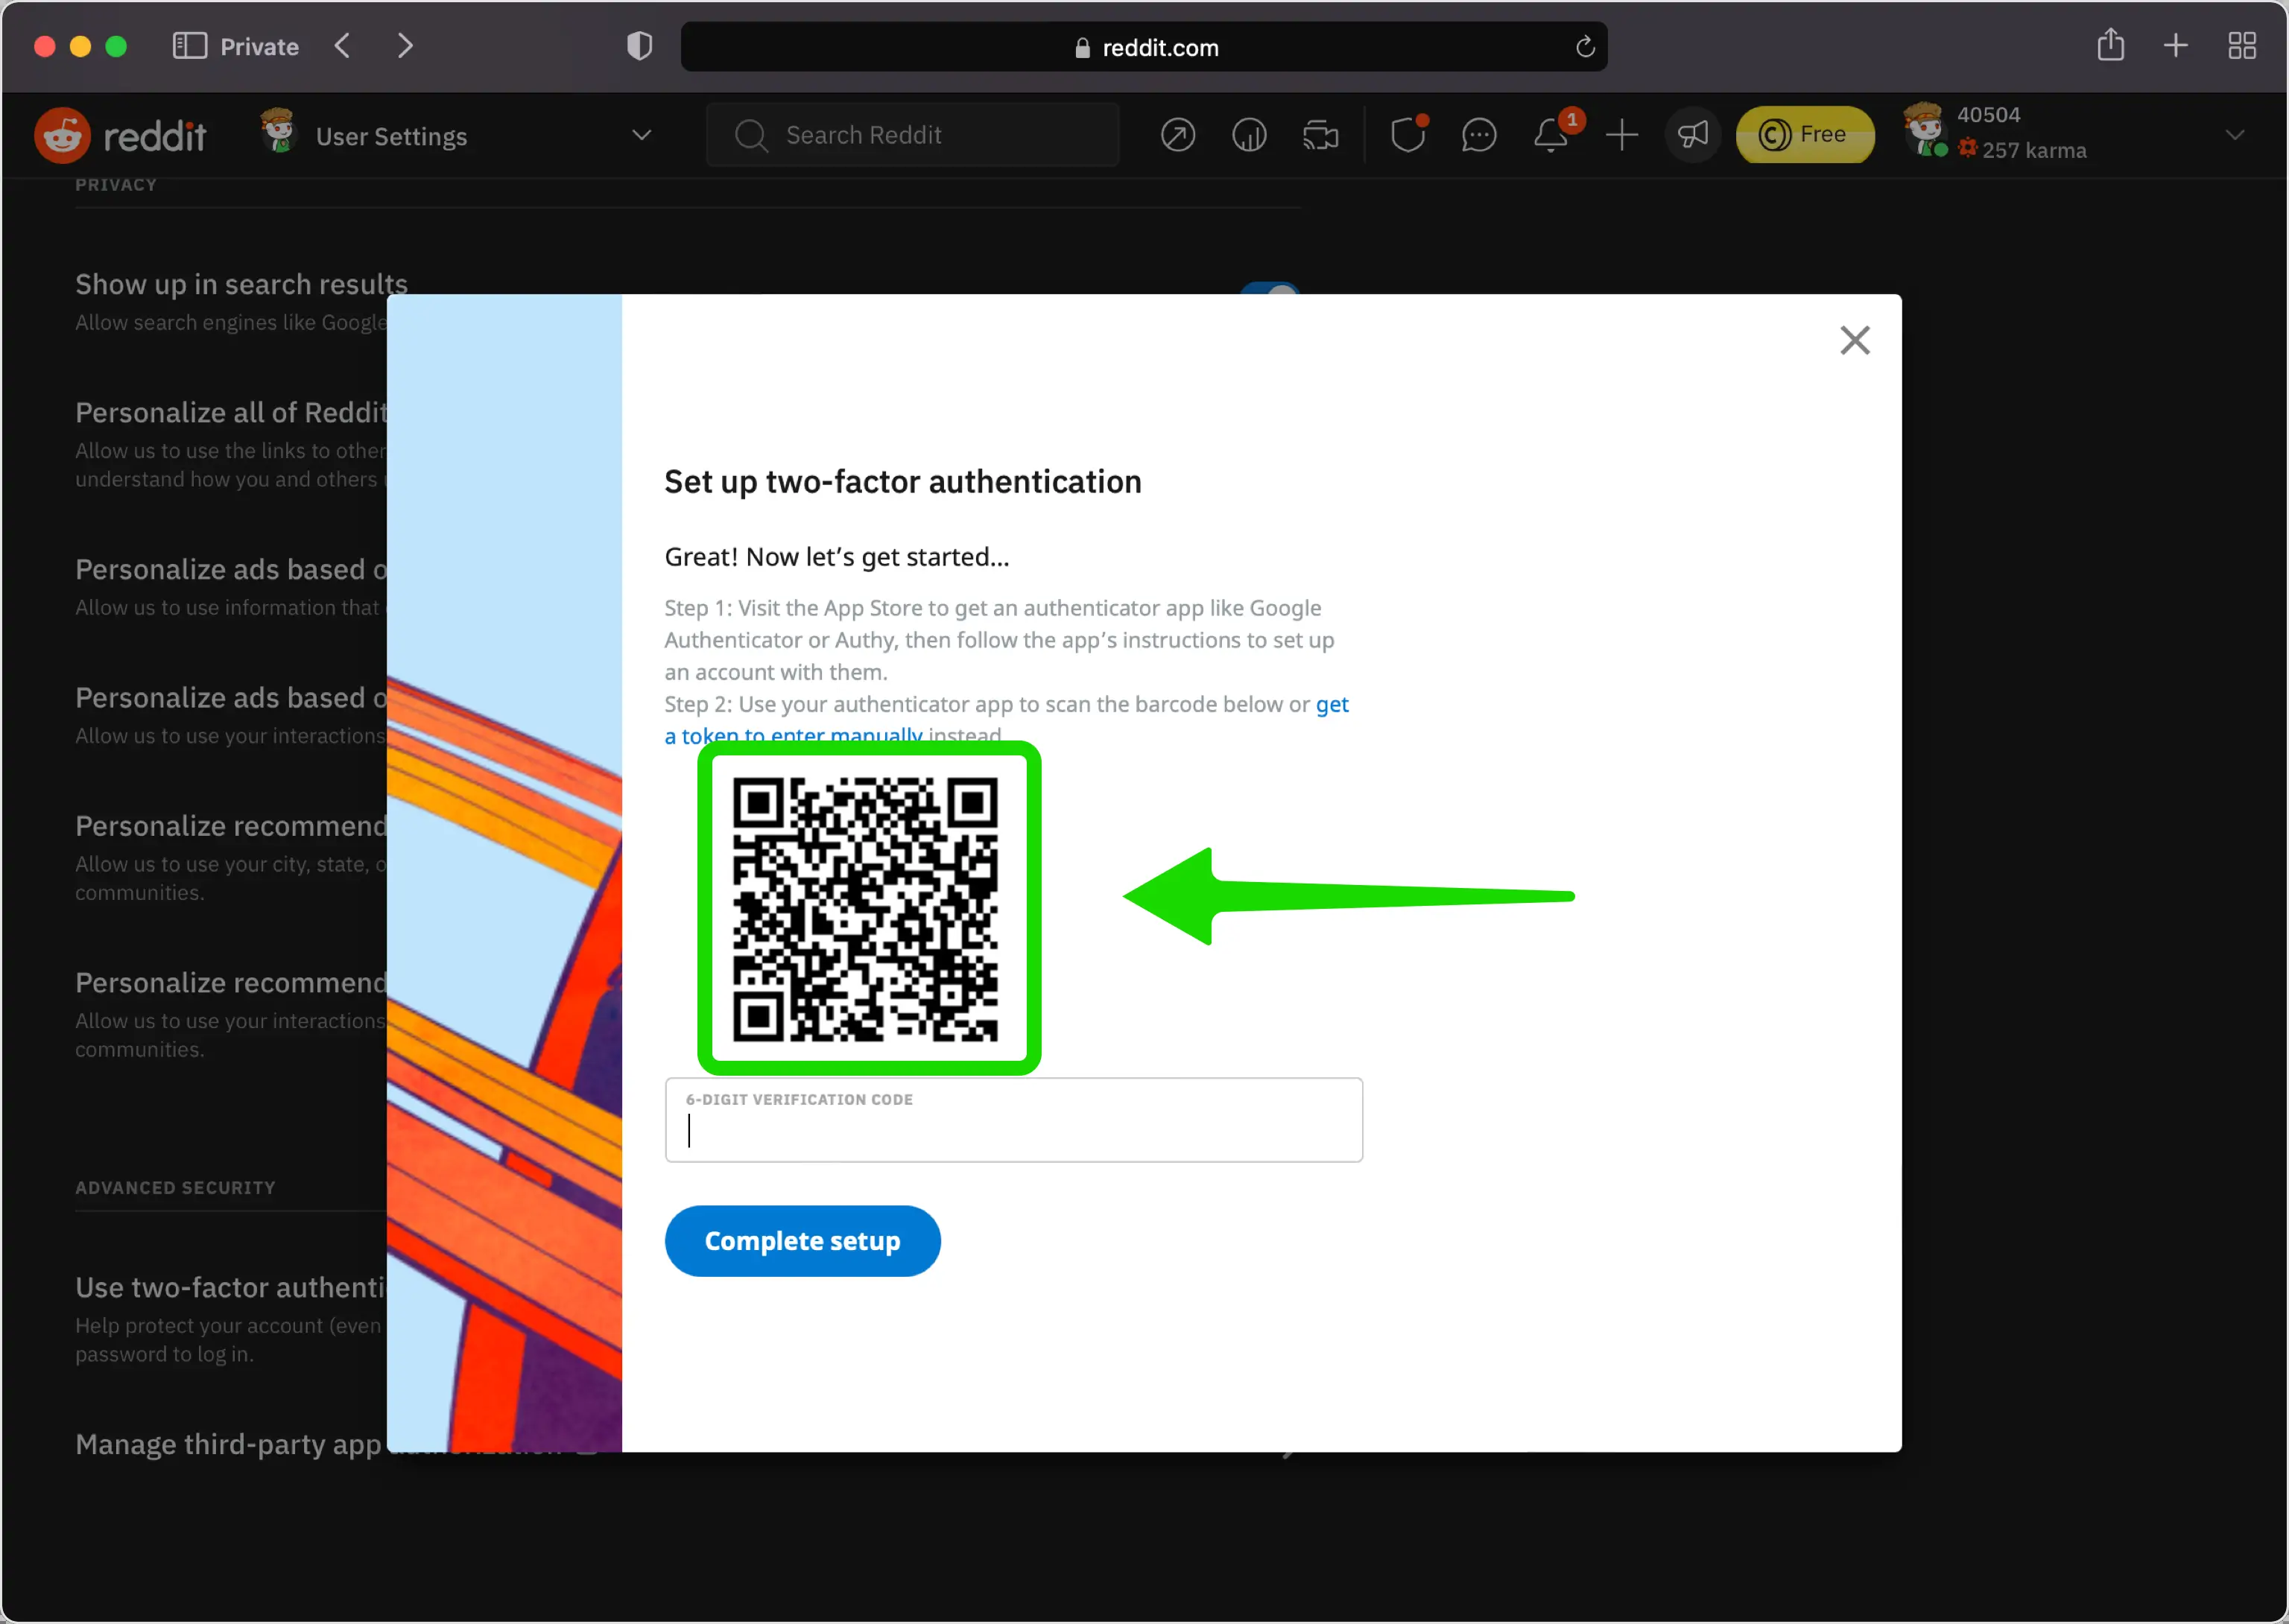 Private
reddit.com
reddit
User Settings
Search Reddit
1
Free
40504
257 karma
PRIVACY
Show up in search results
Allow search engines like Google
Personalize all of Reddit
Allow us to use the links to other
understand how you and others
Personalize ads based o
Allow us to use information that
Personalize ads based o
Allow us to use your interactions
Personalize recommend
Allow us to use your city, state, o
communities.
Personalize recommend
Allow us to use your interactions
communities.
ADVANCED SECURITY
Use two-factor authenti
Help protect your account (even
password to log in.
Manage third-party app authorization
Set up two-factor authentication
Great! Now let’s get started...
Step 1: Visit the App Store to get an authenticator app like Google
Authenticator or Authy, then follow the app’s instructions to set up
an account with them.
Step 2: Use your authenticator app to scan the barcode below or get
a token to enter manually instead
6-DIGIT VERIFICATION CODE
Complete setup